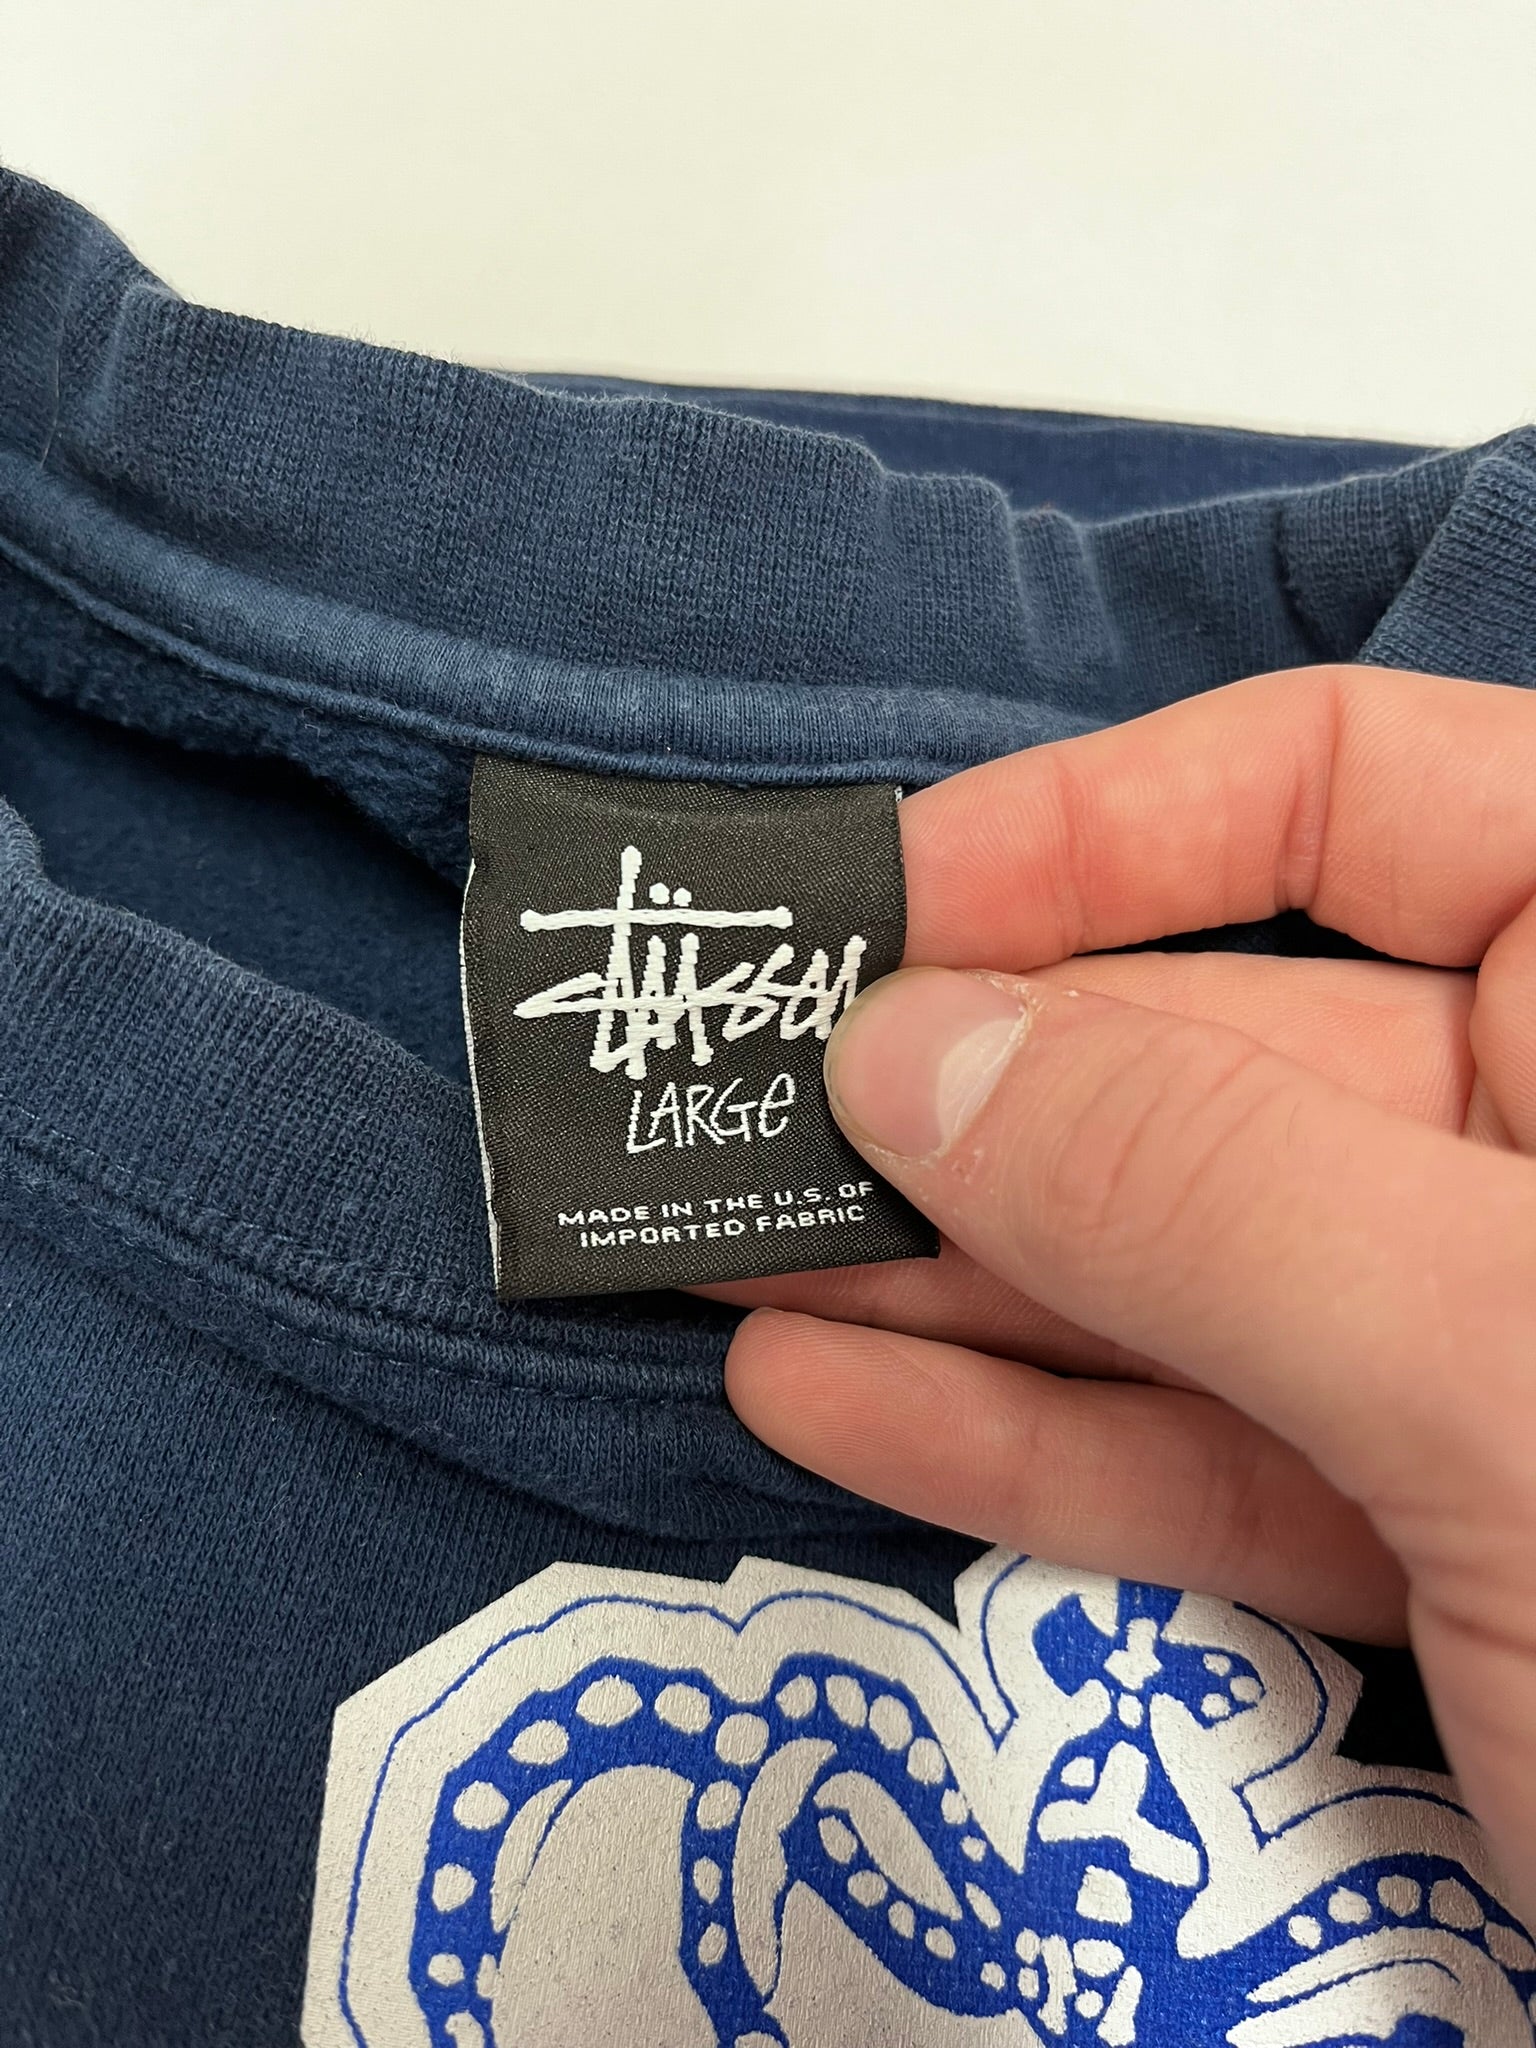 Stüssy
LARGE
MADE IN THE U.S. OF
IMPORTED FABRIC